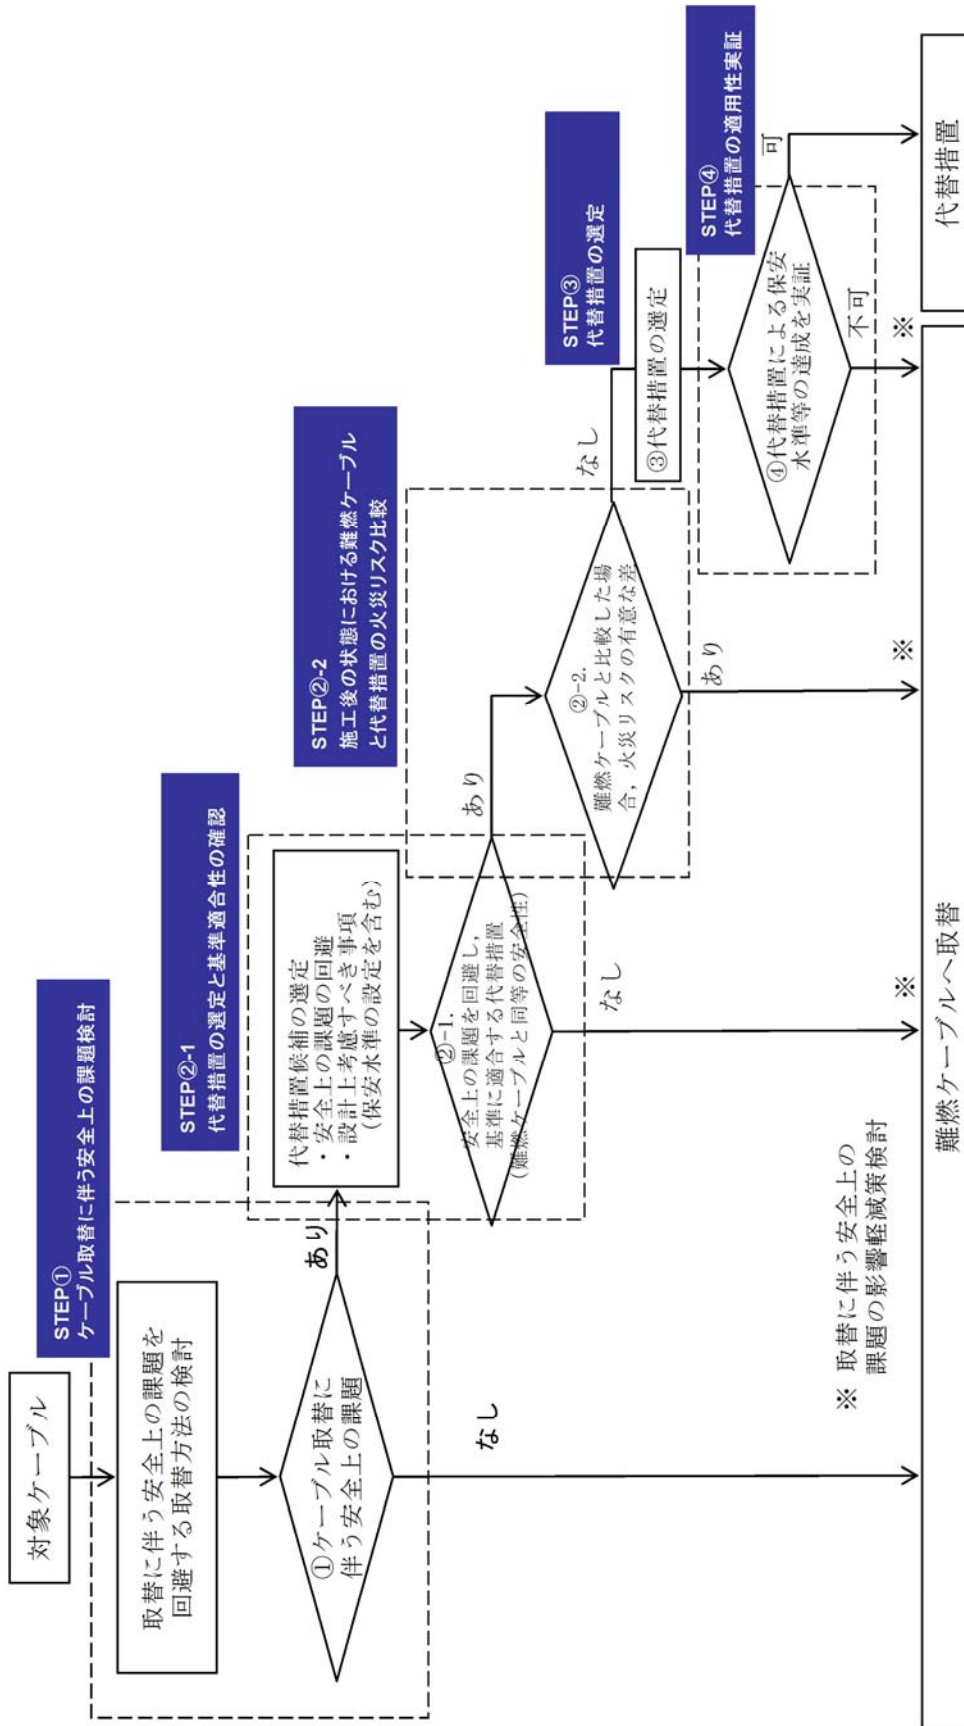 対象ケーブル
STEP①
ケーブル取替に伴う安全上の課題検討
取替に伴う安全上の課題を
回避する取替方法の検討
①ケーブル取替に
伴う安全上の課題
あり
なし
STEP②-1
代替措置の選定と基準適合性の確認
代替措置候補の選定
・安全上の課題の回避
・設計上考慮すべき事項
(保安水準の設定を含む)
②-1.
安全上の課題を回避し,
基準に適合する代替措置
(難燃ケーブルと同等の安全性)
あり
なし
※
STEP②-2
施工後の状態における難燃ケーブル
と代替措置の火災リスク比較
②-2.
難燃ケーブルと比較した場
合,火災リスクの有意な差
なし
あり
※
STEP③
代替措置の選定
③代替措置の選定
STEP④
代替措置の適用性実証
④代替措置による保安
水準等の達成を実証
可
不可
※
※ 取替に伴う安全上の
課題の影響軽減策検討
難燃ケーブルへ取替
代替措置